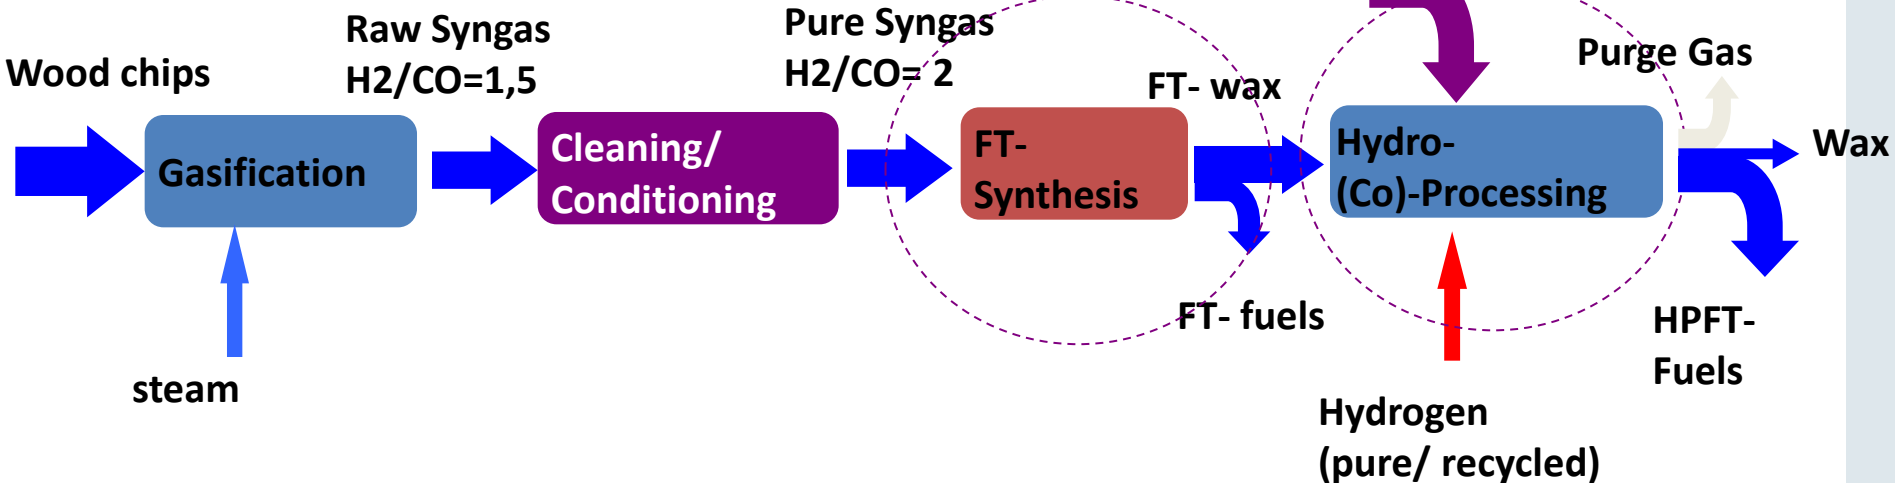 Wood chips
Raw Syngas
H2/CO=1,5
Pure Syngas
H2/CO= 2
FT- wax
Purge Gas
Wax
Gasification
Cleaning/
Conditioning
FT-
Synthesis
Hydro-
(Co)-Processing
FT- fuels
HPFT-
Fuels
steam
Hydrogen
(pure/ recycled)